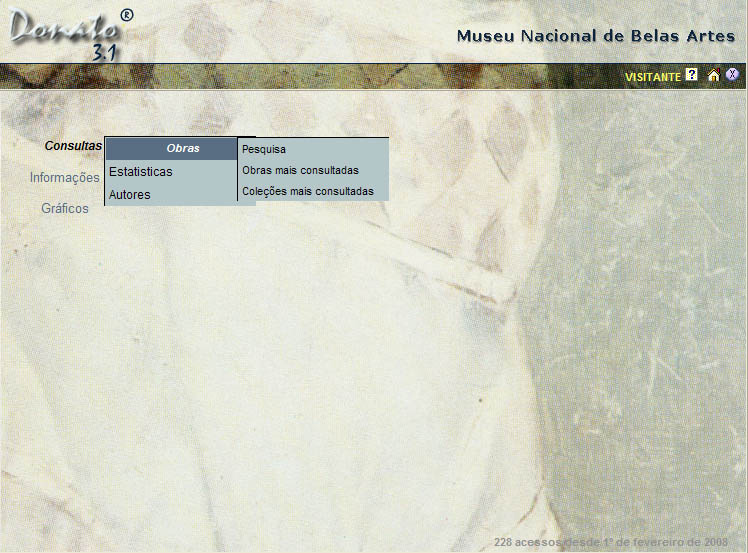 Donato ®
3.1
Museu Nacional de Belas Artes
VISITANTE ? X
Consultas
Obras
Pesquisa
Estatisticas
Obras mais consultadas
Autores
Coleções mais consultadas
Informações
Gráficos
228 acessos desde 1º de fevereiro de 2008